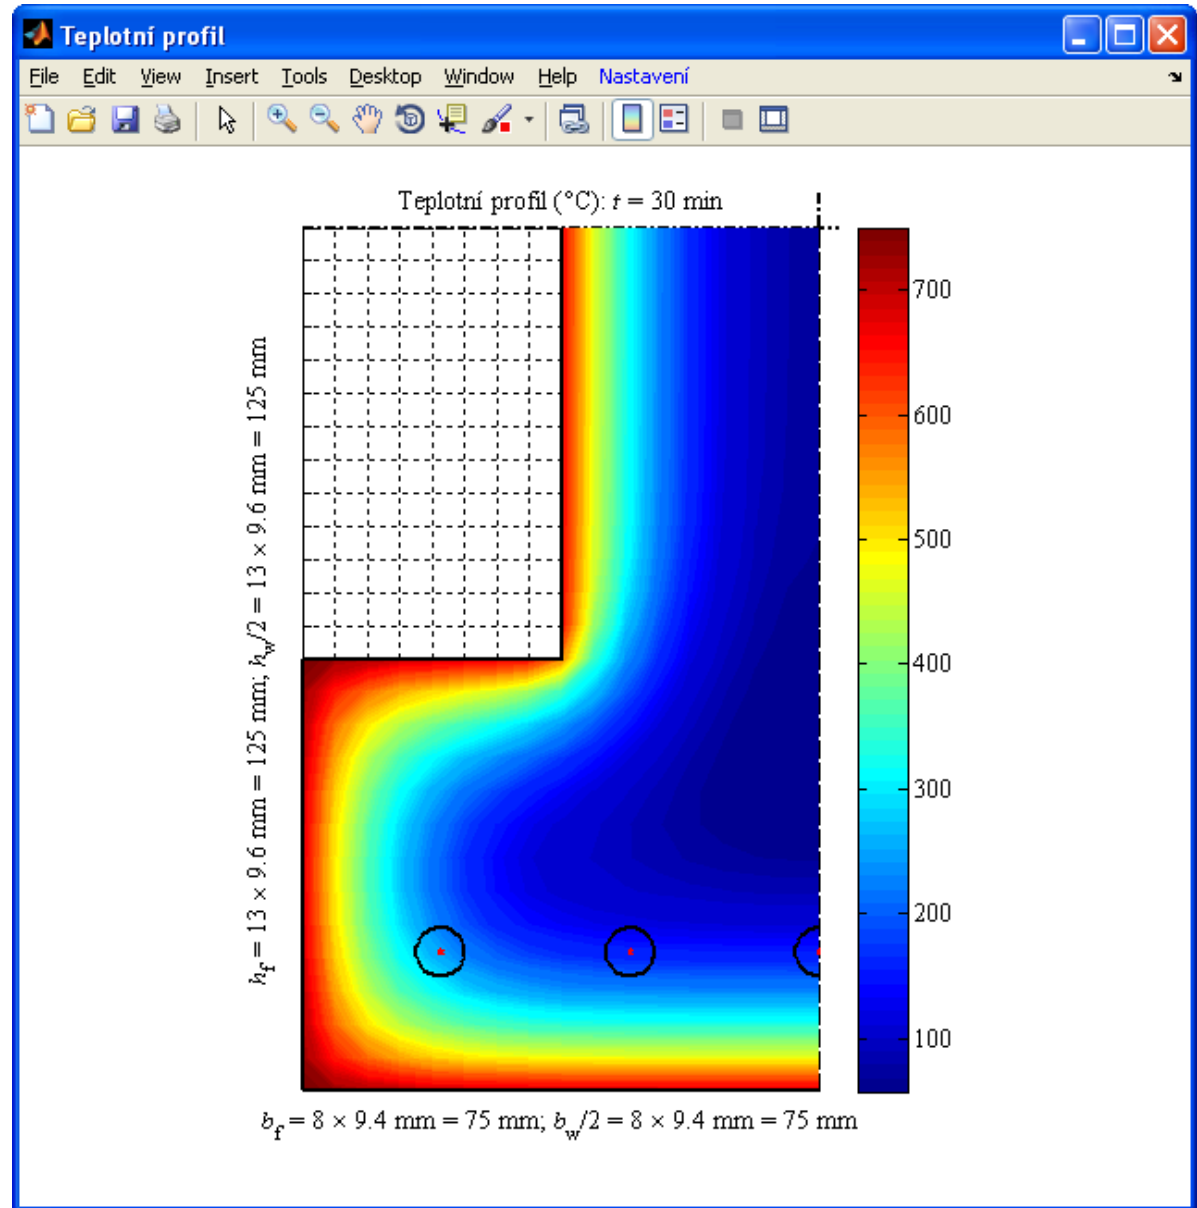 Teplotní profil
File Edit View Insert Tools Desktop Window Help Nastavení
Teplotní profil (°C): t = 30 min
700
600
500
400
300
200
100
h_f = 13 × 9.6 mm = 125 mm; h_w/2 = 13 × 9.6 mm = 125 mm
b_f = 8 × 9.4 mm = 75 mm; b_w/2 = 8 × 9.4 mm = 75 mm